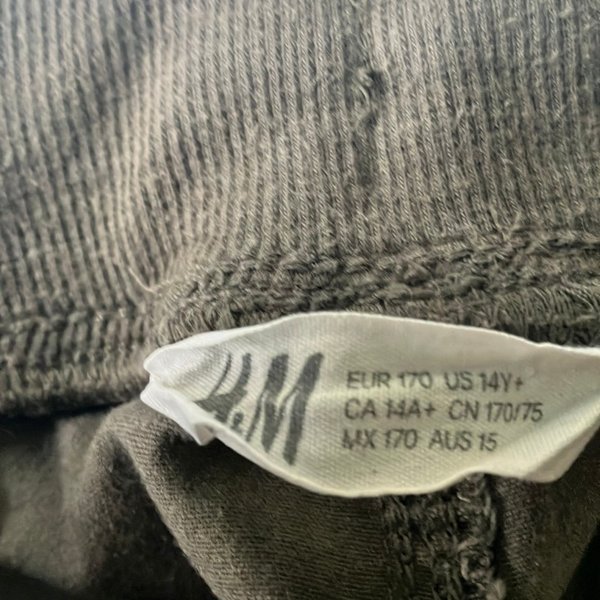 H&M
EUR 170 US 14Y+
CA 14A+ CN 170/75
MX 170 AUS 15